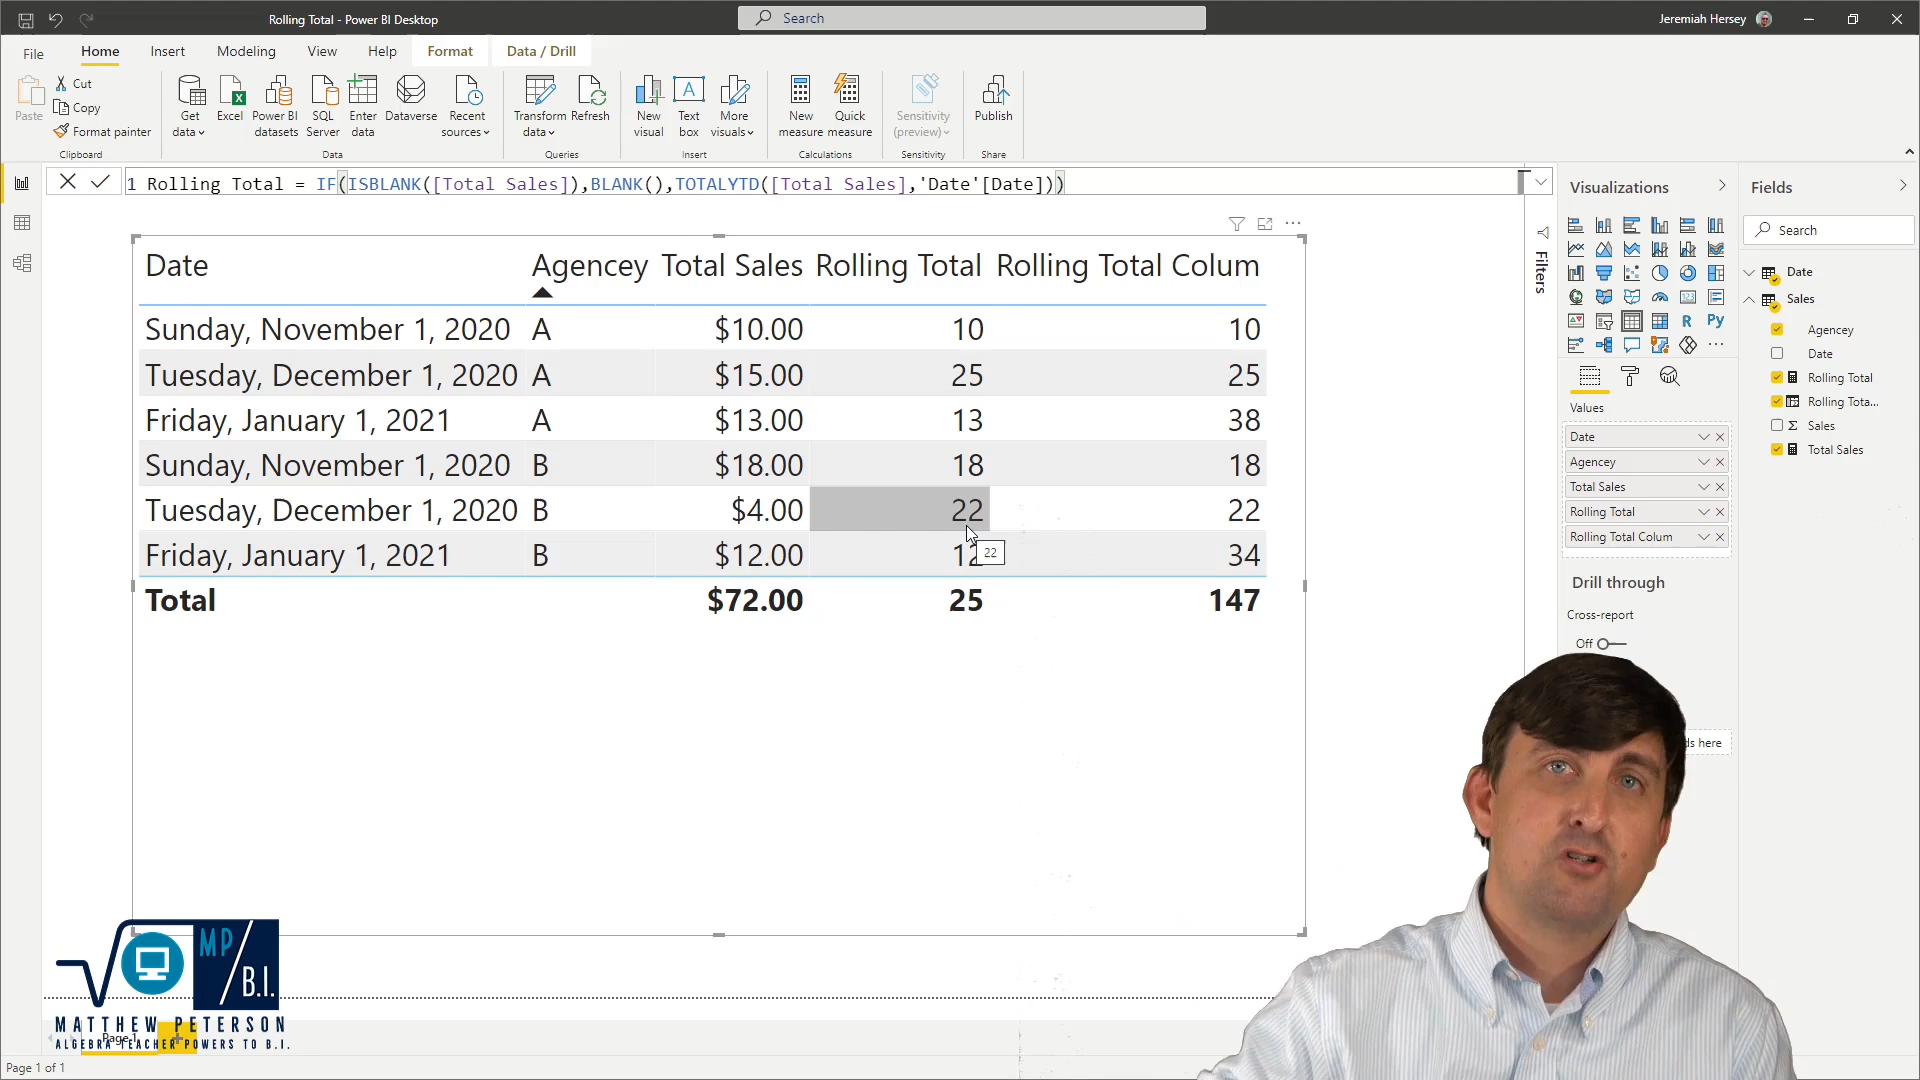 Rolling Total - Power BI Desktop
Search
Jeremiah Hersey
File
Home
Insert
Modeling
View
Help
Format
Data / Drill
Paste
Cut
Copy
Format painter
Get data
Excel
Power BI datasets
SQL Server
Enter data
Dataverse
Recent sources
Transform data
Refresh
New visual
Text box
More visuals
New measure
Quick measure
Sensitivity (preview)
Publish
Clipboard
Data
Queries
Insert
Calculations
Sensitivity
Share
1 Rolling Total = IF(ISBLANK([Total Sales]),BLANK(),TOTALYTD([Total Sales],'Date'[Date]))
Date Agencey Total Sales Rolling Total Rolling Total Colum
Sunday, November 1, 2020 A $10.00 10 10
Tuesday, December 1, 2020 A $15.00 25 25
Friday, January 1, 2021 A $13.00 13 38
Sunday, November 1, 2020 B $18.00 18 18
Tuesday, December 1, 2020 B $4.00 22 22
22
Friday, January 1, 2021 B $12.00 12 34
Total $72.00 25 147
Filters
Visualizations
123
R
Py
Values
Date
Agencey
Total Sales
Rolling Total
Rolling Total Colum
Drill through
Cross-report
Off
ds here
Fields
Search
Date
Sales
Agencey
Date
Rolling Total
Rolling Tota...
Sales
Total Sales
MP
B.I.
MATTHEW PETERSON
ALGEBRA TEACHER POWERS TO B.I.
Page 1
Page 1 of 1